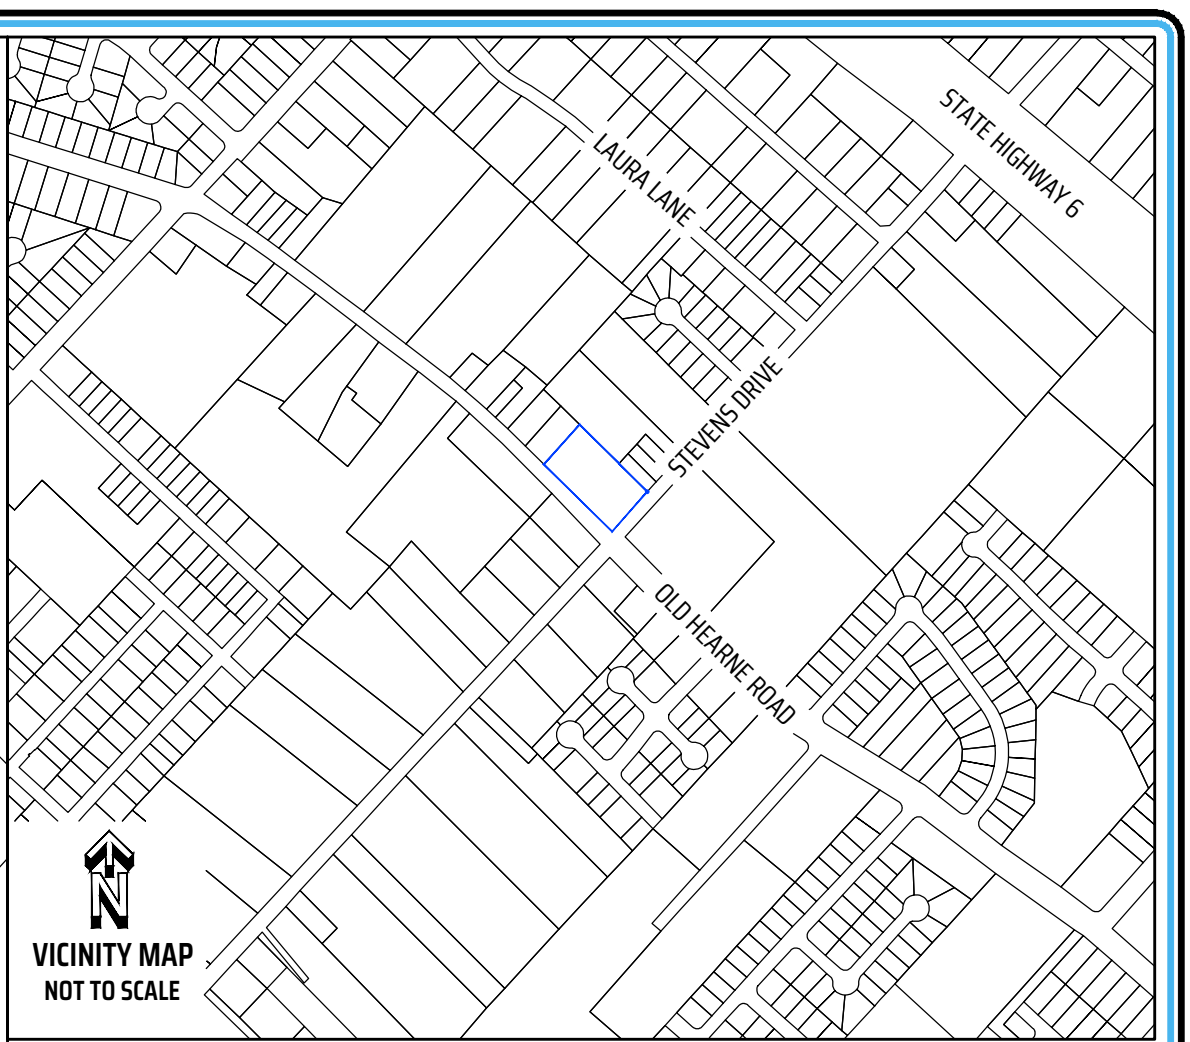 STATE HIGHWAY 6
LAURA LANE
STEVENS DRIVE
OLD HEARNE ROAD
N
VICINITY MAP
NOT TO SCALE